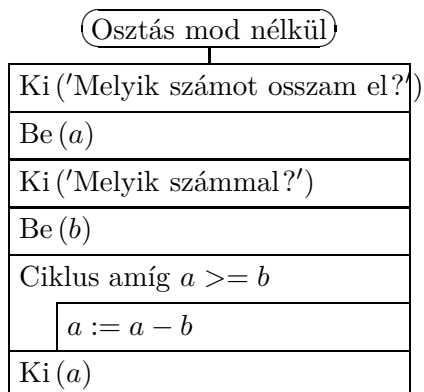 Osztás mod nélkül
Ki('Melyik számot osszam el?')
Be(a)
Ki('Melyik számmal?')
Be(b)
Ciklus amíg a >= b
a := a − b
Ki(a)